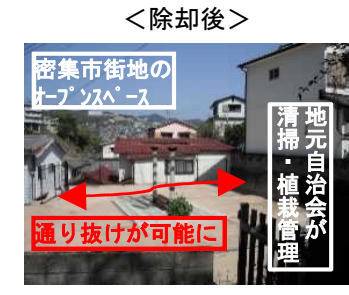 ＜除却後＞
密集市街地の
ｵｰﾌﾟﾝｽﾍﾟｰｽ
地元自治会が
清掃・植栽管理
通り抜けが可能に